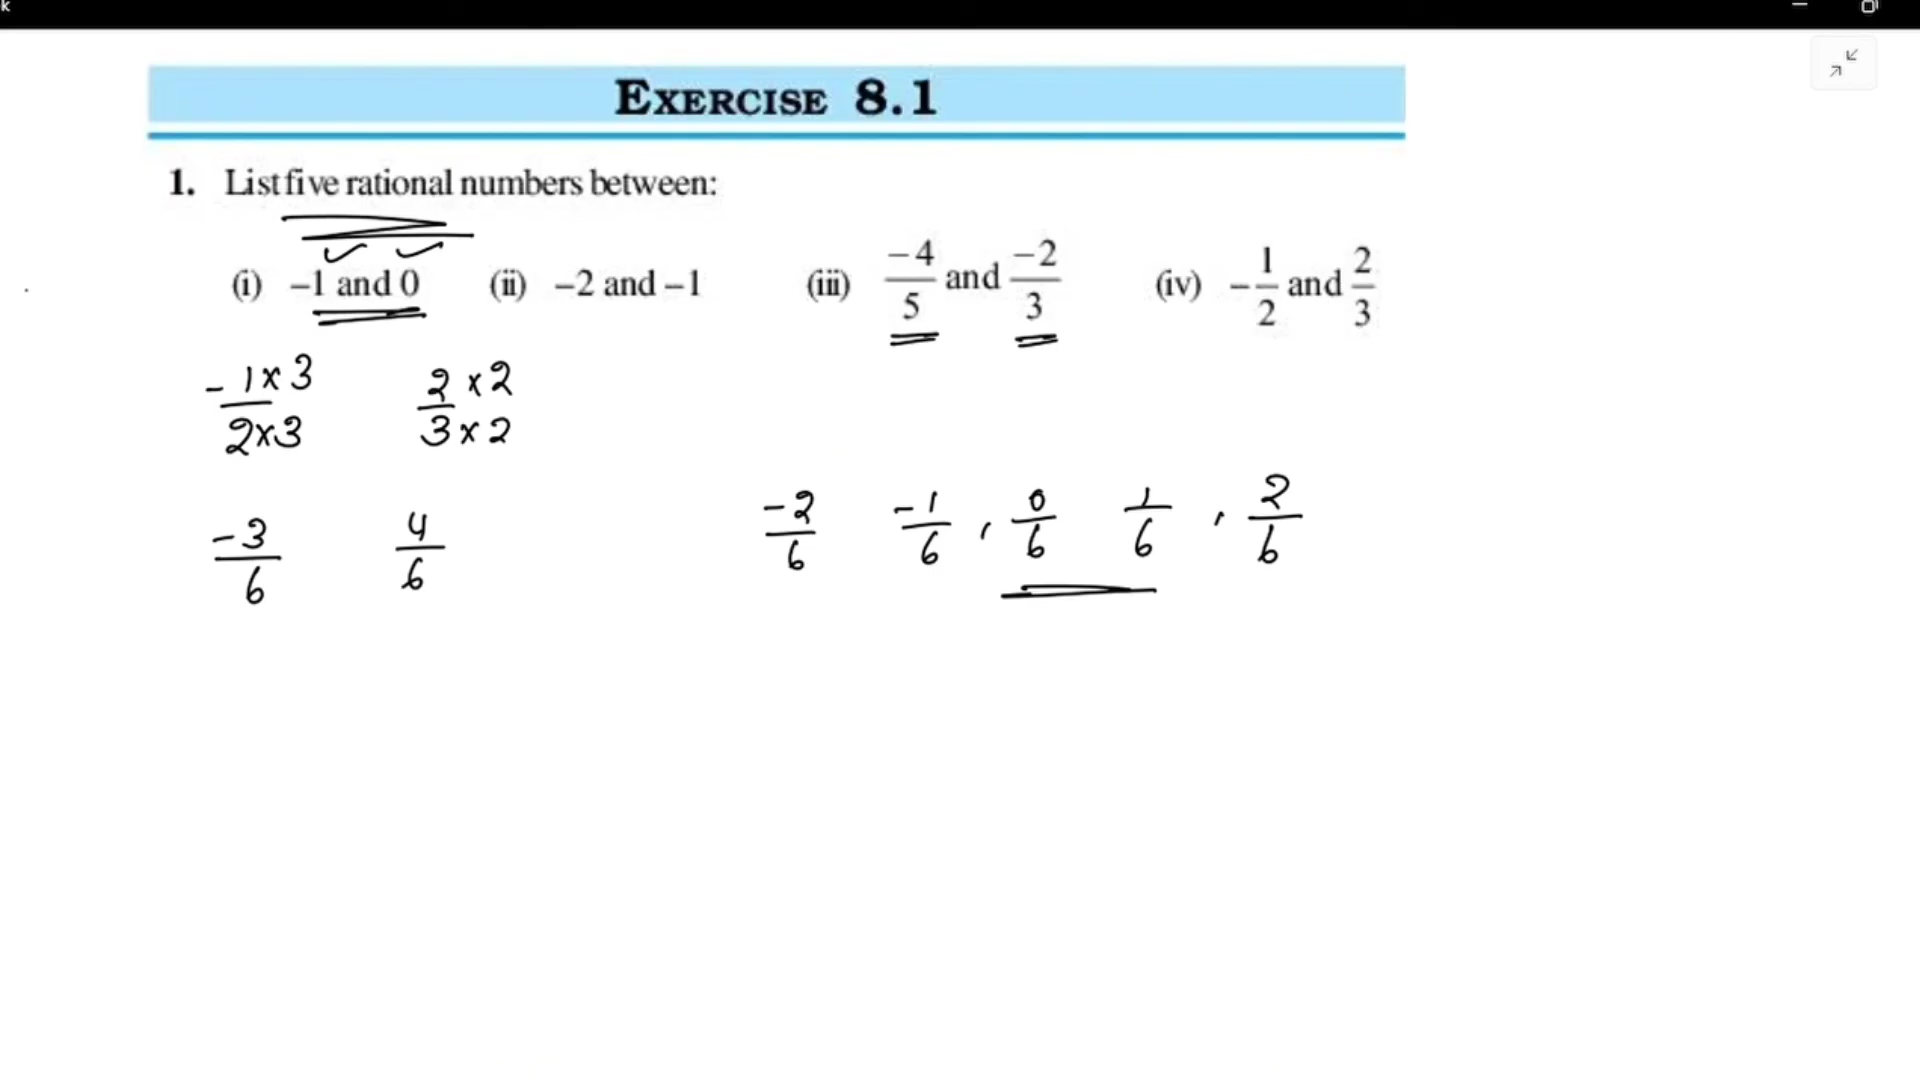 k
EXERCISE 8.1
1. List five rational numbers between:
(i) –1 and 0 (ii) –2 and –1 (iii) -4/5 and -2/3 (iv) -1/2 and 2/3
-1×3/2×3 2×2/3×2
-3/6 4/6 -2/6 -1/6 , 0/6 1/6 , 2/6